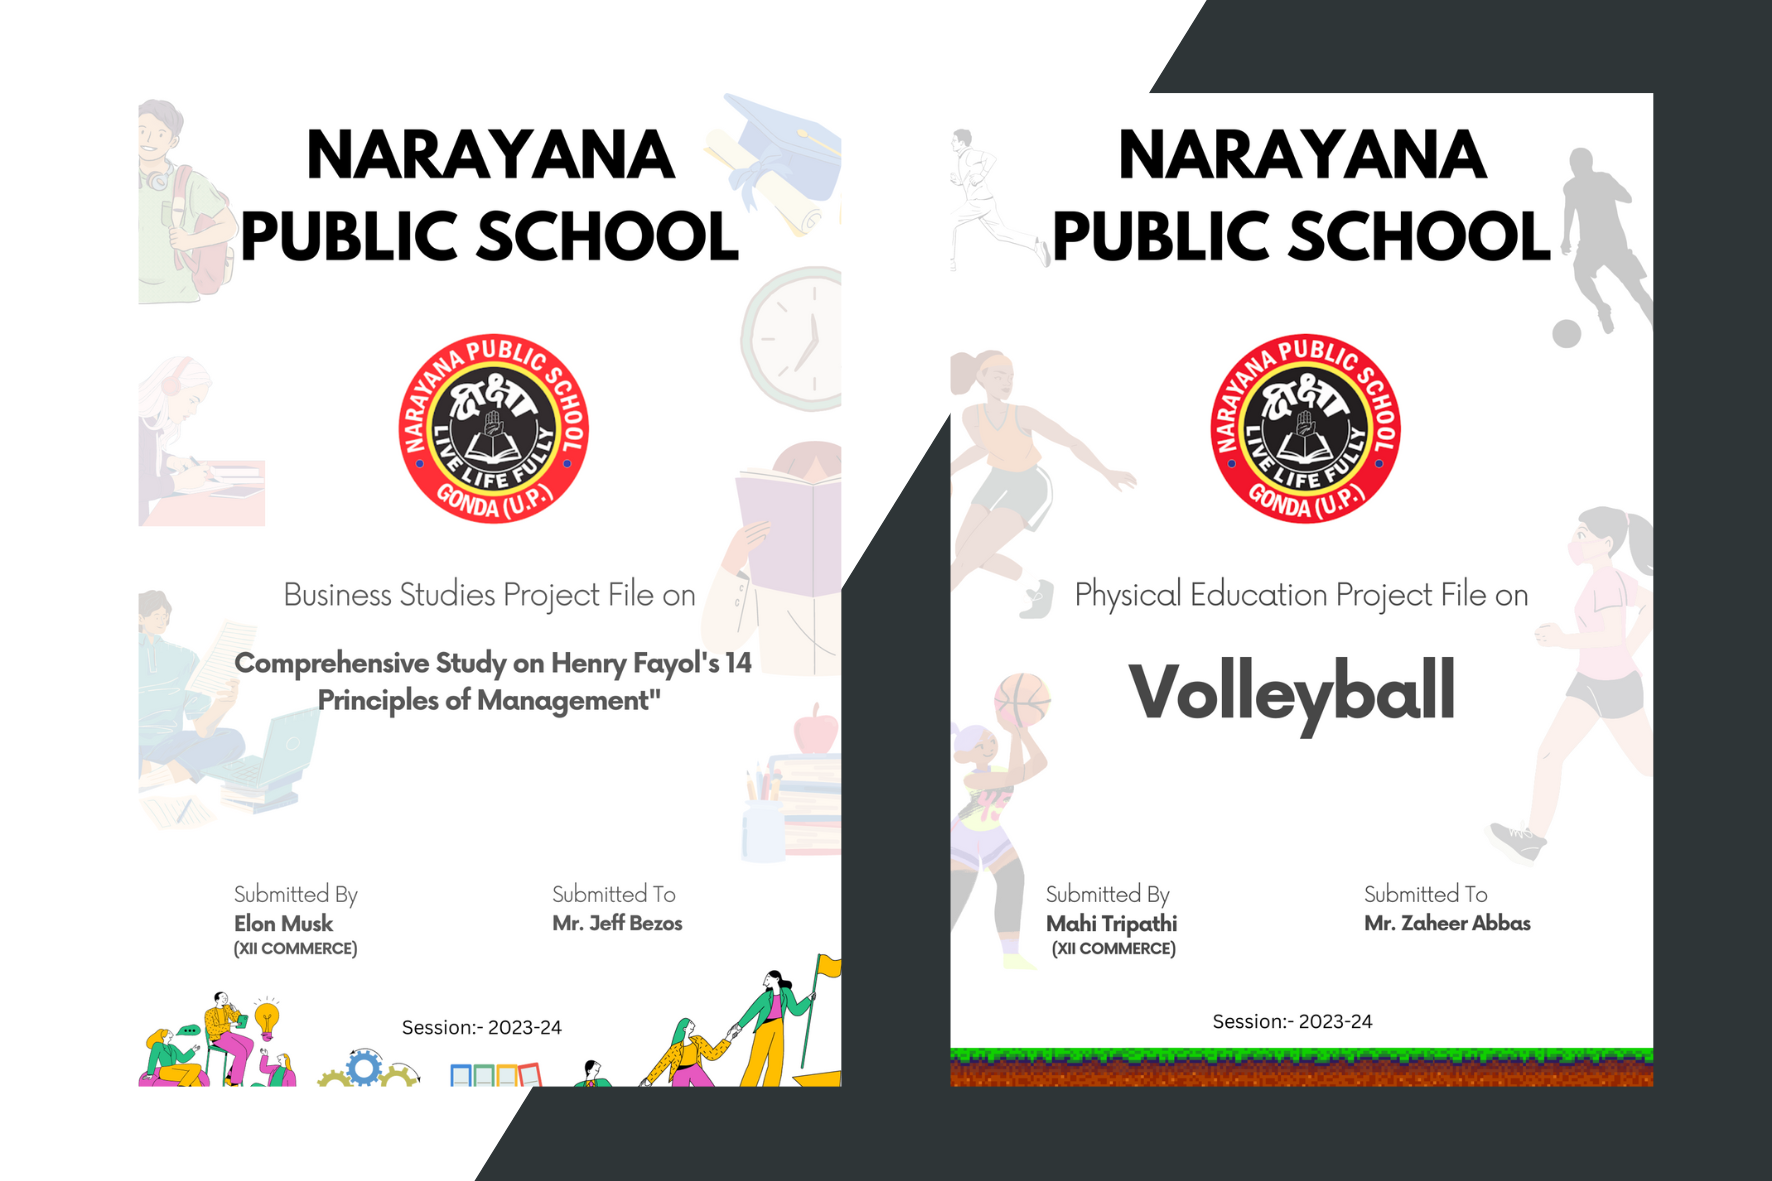 NARAYANA
PUBLIC SCHOOL
NARAYANA PUBLIC SCHOOL
दीक्षा
LIVE LIFE FULLY
GONDA (U.P.)
Business Studies Project File on
Comprehensive Study on Henry Fayol's 14
Principles of Management"
Submitted By
Elon Musk
(XII COMMERCE)
Submitted To
Mr. Jeff Bezos
Session:- 2023-24
NARAYANA
PUBLIC SCHOOL
NARAYANA PUBLIC SCHOOL
दीक्षा
LIVE LIFE FULLY
GONDA (U.P.)
Physical Education Project File on
Volleyball
45
Submitted By
Mahi Tripathi
(XII COMMERCE)
Submitted To
Mr. Zaheer Abbas
Session:- 2023-24